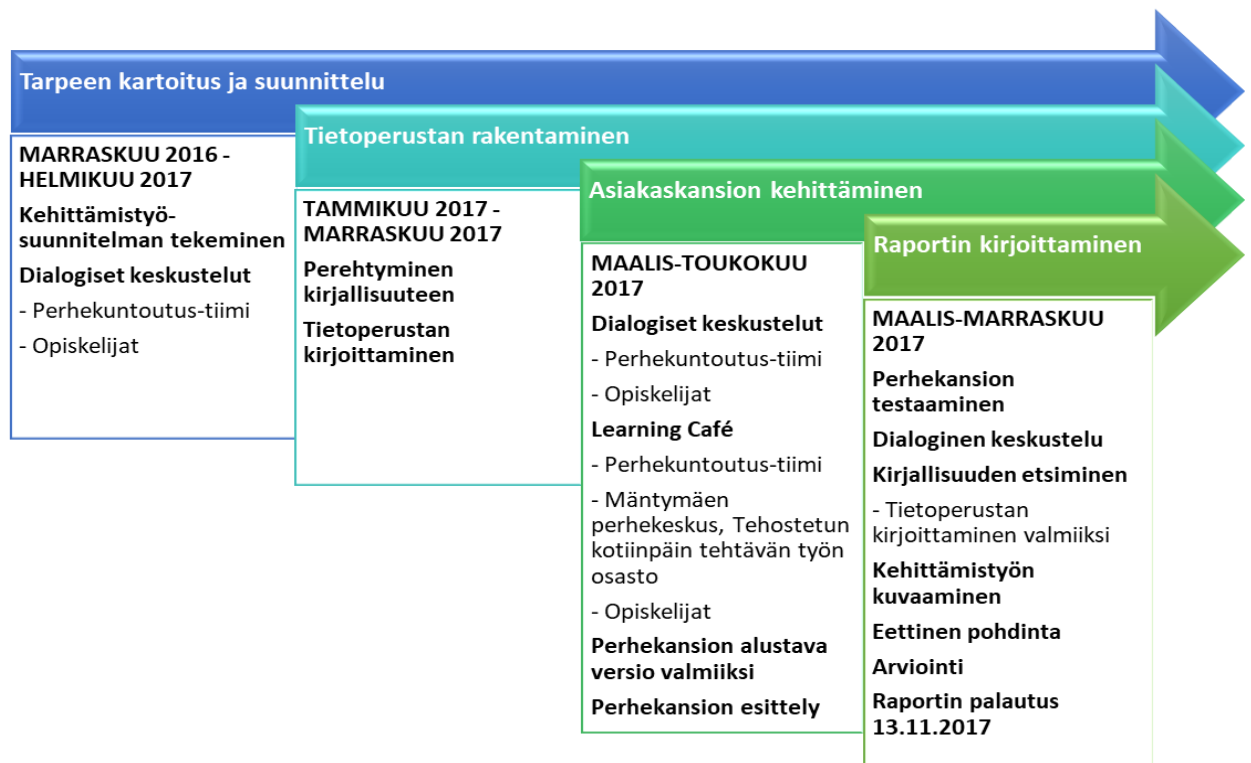 Tarpeen kartoitus ja suunnittelu
MARRASKUU 2016 -
HELMIKUU 2017
Kehittämistyö-
suunnitelman tekeminen
Dialogiset keskustelut
- Perhekuntoutus-tiimi
- Opiskelijat
Tietoperustan rakentaminen
TAMMIKUU 2017 -
MARRASKUU 2017
Perehtyminen
kirjallisuuteen
Tietoperustan
kirjoittaminen
Asiakaskansion kehittäminen
MAALIS-TOUKOKUU
2017
Dialogiset keskustelut
- Perhekuntoutus-tiimi
- Opiskelijat
Learning Café
- Perhekuntoutus-tiimi
- Mäntymäen
perhekeskus, Tehostetun
kotiinpäin tehtävän työn
osasto
- Opiskelijat
Perhekansion alustava
versio valmiiksi
Perhekansion esittely
Raportin kirjoittaminen
MAALIS-MARRASKUU
2017
Perhekansion
testaaminen
Dialoginen keskustelu
Kirjallisuuden etsiminen
- Tietoperustan
kirjoittaminen valmiiksi
Kehittämistyön
kuvaaminen
Eettinen pohdinta
Arviointi
Raportin palautus
13.11.2017